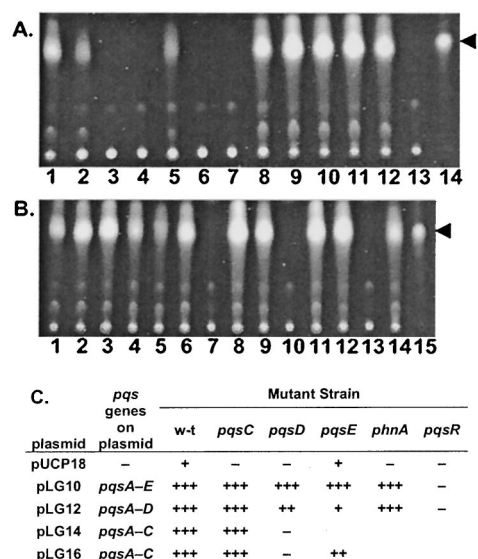 A.
1 2 3 4 5 6 7 8 9 10 11 12 13 14
B.
1 2 3 4 5 6 7 8 9 10 11 12 13 14 15
C. pqs Mutant Strain
genes
on
plasmid plasmid w-t pqsC pqsD pqsE phnA pqsR
pUCP18 – + – – + – –
pLG10 pqsA–E +++ +++ +++ +++ +++ –
pLG12 pqsA–D +++ +++ ++ + +++ –
pLG14 pqsA–C +++ +++ –
pLG16 pqsA–C +++ +++ – ++